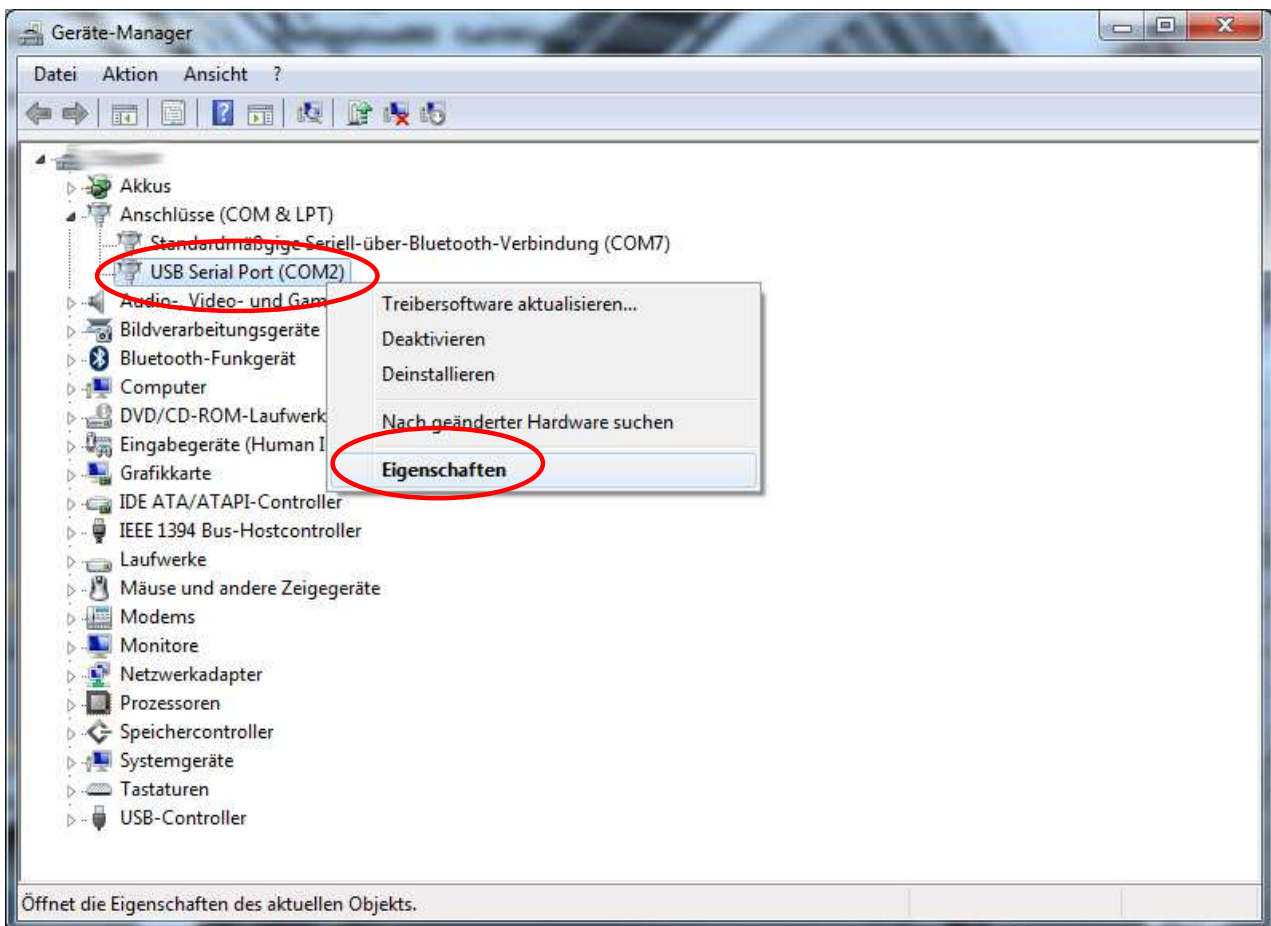 Geräte-Manager
Datei Aktion Ansicht ?
Akkus
Anschlüsse (COM & LPT)
Standardmäßgige Seriell-über-Bluetooth-Verbindung (COM7)
USB Serial Port (COM2)
Audio-, Video- und Gam
Bildverarbeitungsgeräte
Bluetooth-Funkgerät
Computer
DVD/CD-ROM-Laufwerk
Eingabegeräte (Human I
Grafikkarte
IDE ATA/ATAPI-Controller
IEEE 1394 Bus-Hostcontroller
Laufwerke
Mäuse und andere Zeigegeräte
Modems
Monitore
Netzwerkadapter
Prozessoren
Speichercontroller
Systemgeräte
Tastaturen
USB-Controller
Treibersoftware aktualisieren...
Deaktivieren
Deinstallieren
Nach geänderter Hardware suchen
Eigenschaften
Öffnet die Eigenschaften des aktuellen Objekts.